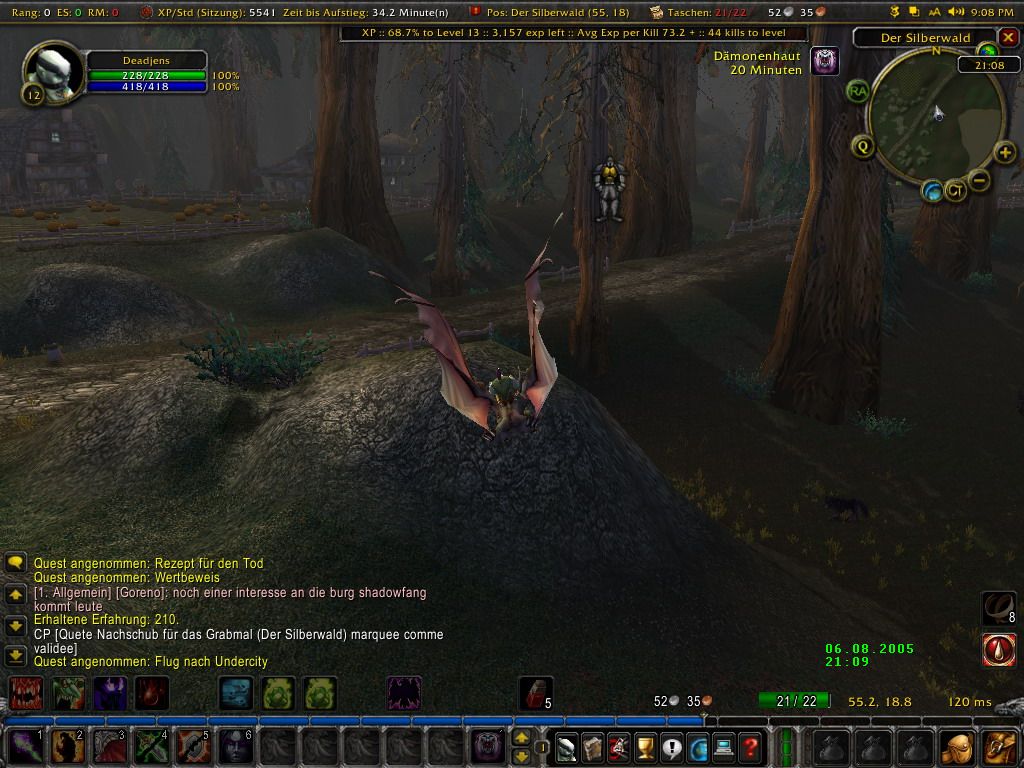 Rang: 0 ES: 0 RM: 0 XP/Std (Sitzung): 5541 Zeit bis Aufstieg: 34.2 Minute(n) Pos: Der Silberwald (55, 18) Taschen: 21/22 52 35 9:08 PM
XP :: 68.7% to Level 13 :: 3,157 exp left :: Avg Exp per Kill 73.2 + :: 44 kills to level
Der Silberwald
N
21:08
Deadjens
228/228 100%
418/418 100%
12
Dämonenhaut
20 Minuten
RA
Q
CT
Quest angenommen: Rezept für den Tod
Quest angenommen: Wertbeweis
[1. Allgemein] [Goreno]: noch einer interesse an die burg shadowfang
kommt leute
Erhaltene Erfahrung: 210.
CP [Quete Nachschub für das Grabmal (Der Silberwald) marquee comme
validee]
Quest angenommen: Flug nach Undercity
8
06.08.2005
21:09
5
52 35 21/22 55.2, 18.8 120 ms
1 2 3 4 5 6
1